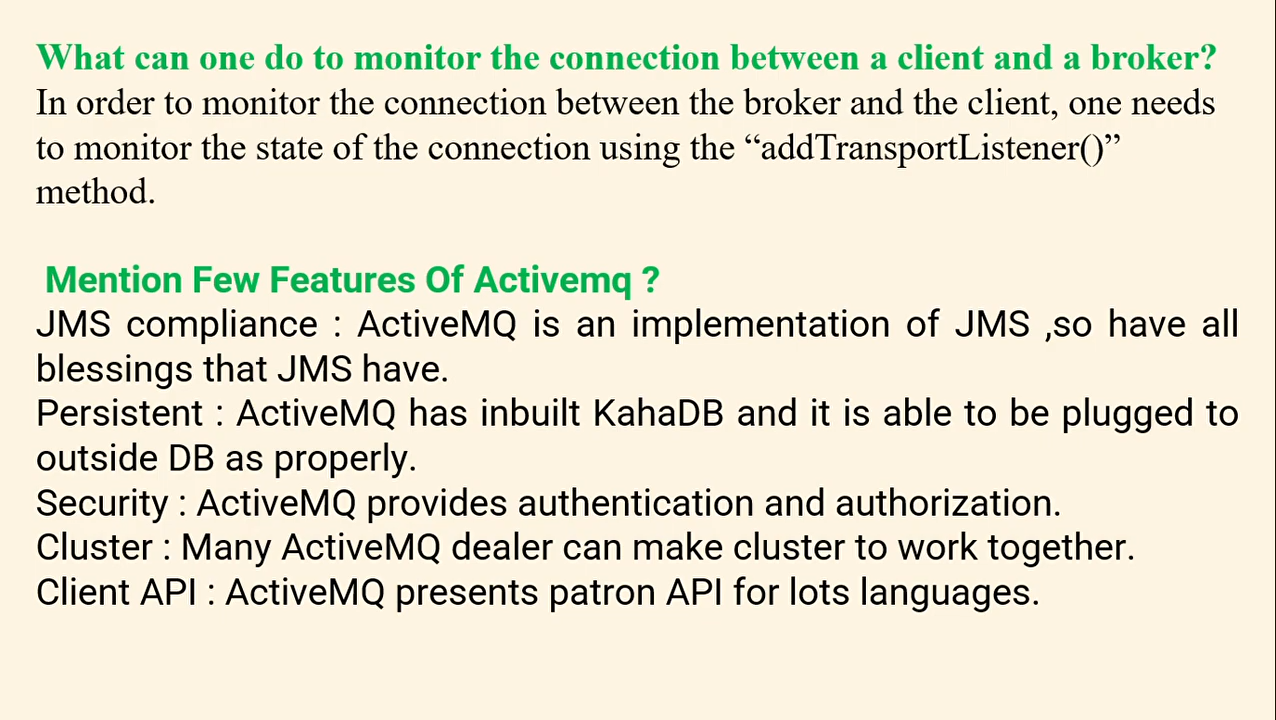 What can one do to monitor the connection between a client and a broker?
In order to monitor the connection between the broker and the client, one needs
to monitor the state of the connection using the “addTransportListener()”
method.
Mention Few Features Of Activemq ?
JMS compliance : ActiveMQ is an implementation of JMS ,so have all
blessings that JMS have.
Persistent : ActiveMQ has inbuilt KahaDB and it is able to be plugged to
outside DB as properly.
Security : ActiveMQ provides authentication and authorization.
Cluster : Many ActiveMQ dealer can make cluster to work together.
Client API : ActiveMQ presents patron API for lots languages.